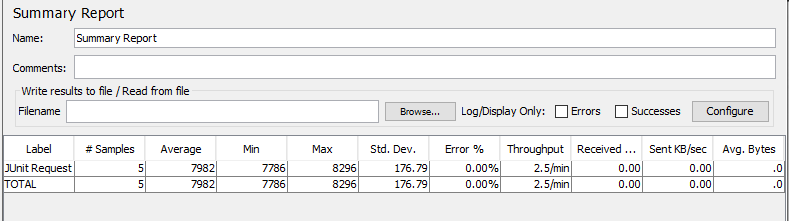 Summary Report
Name: Summary Report
Comments:
Write results to file / Read from file
Filename Browse... Log/Display Only: Errors Successes Configure
Label # Samples Average Min Max Std. Dev. Error % Throughput Received ... Sent KB/sec Avg. Bytes
JUnit Request 5 7982 7786 8296 176.79 0.00% 2.5/min 0.00 0.00 .0
TOTAL 5 7982 7786 8296 176.79 0.00% 2.5/min 0.00 0.00 .0